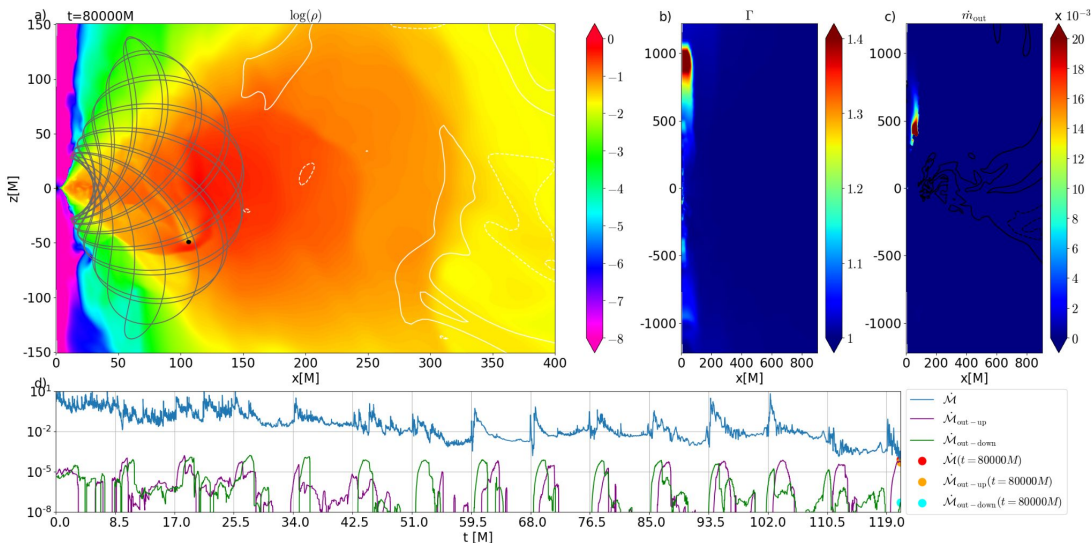 a) t=80000M log(ρ)
150
100
50
0
−50
−100
−150
z[M]
0 50 100 150 200 250 300 350 400
x[M]
0
−1
−2
−3
−4
−5
−6
−7
−8
b) Γ
1000
500
0
−500
−1000
0 200 400 600 800
x[M]
1.4
1.3
1.2
1.1
1
c) ṁout x 10⁻³
1000
500
0
−500
−1000
0 200 400 600 800
x[M]
20
18
16
14
12
10
8
6
4
2
0
d)
10¹
10⁻²
10⁻⁵
10⁻⁸
0.0 8.5 17.0 25.5 34.0 42.5 51.0 59.5 68.0 76.5 85.0 93.5 102.0 110.5 119.0
t [M]
Ṁ
Ṁout−up
Ṁout−down
Ṁ(t=80000M)
Ṁout−up(t=80000M)
Ṁout−down(t=80000M)